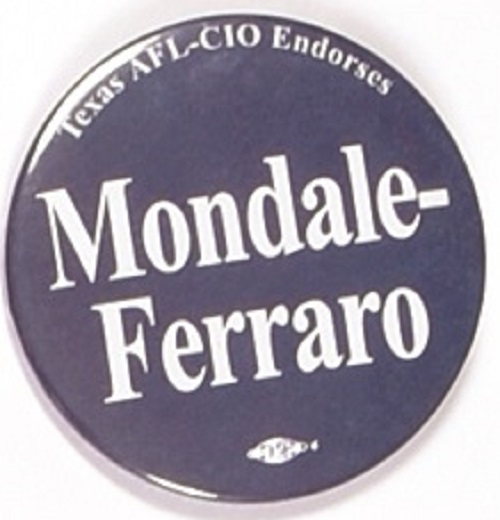 Texas AFL-CIO Endorses
Mondale-
Ferraro